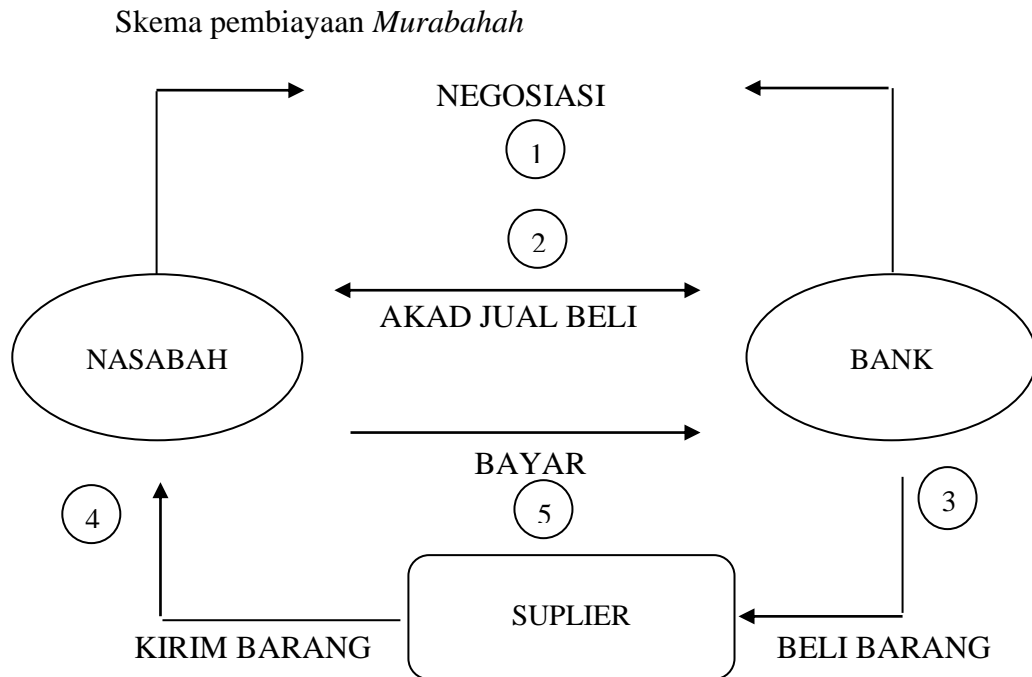 Skema pembiayaan Murabahah
NEGOSIASI
1
2
AKAD JUAL BELI
NASABAH
BANK
BAYAR
5
4
3
SUPLIER
KIRIM BARANG
BELI BARANG